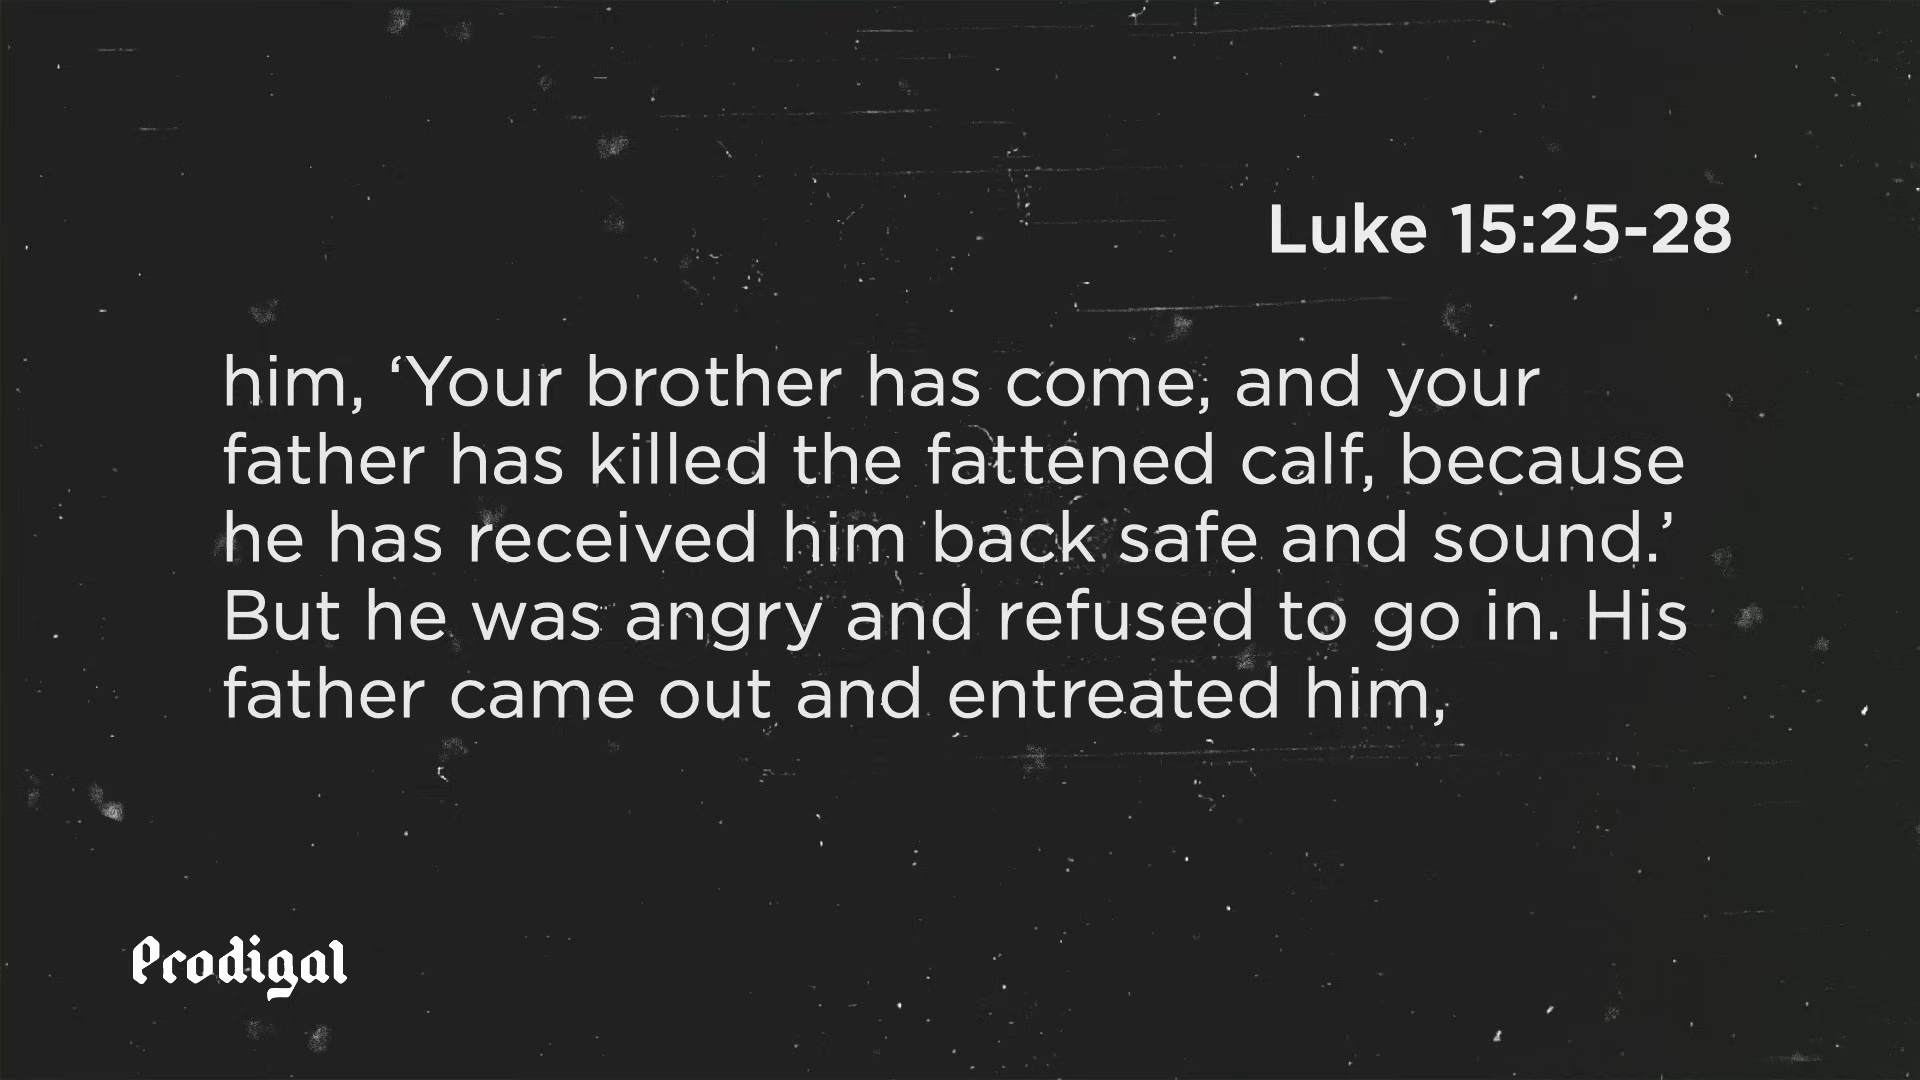 Luke 15:25-28
him, ‘Your brother has come, and your
father has killed the fattened calf, because
he has received him back safe and sound.’
But he was angry and refused to go in. His
father came out and entreated him,
Prodigal